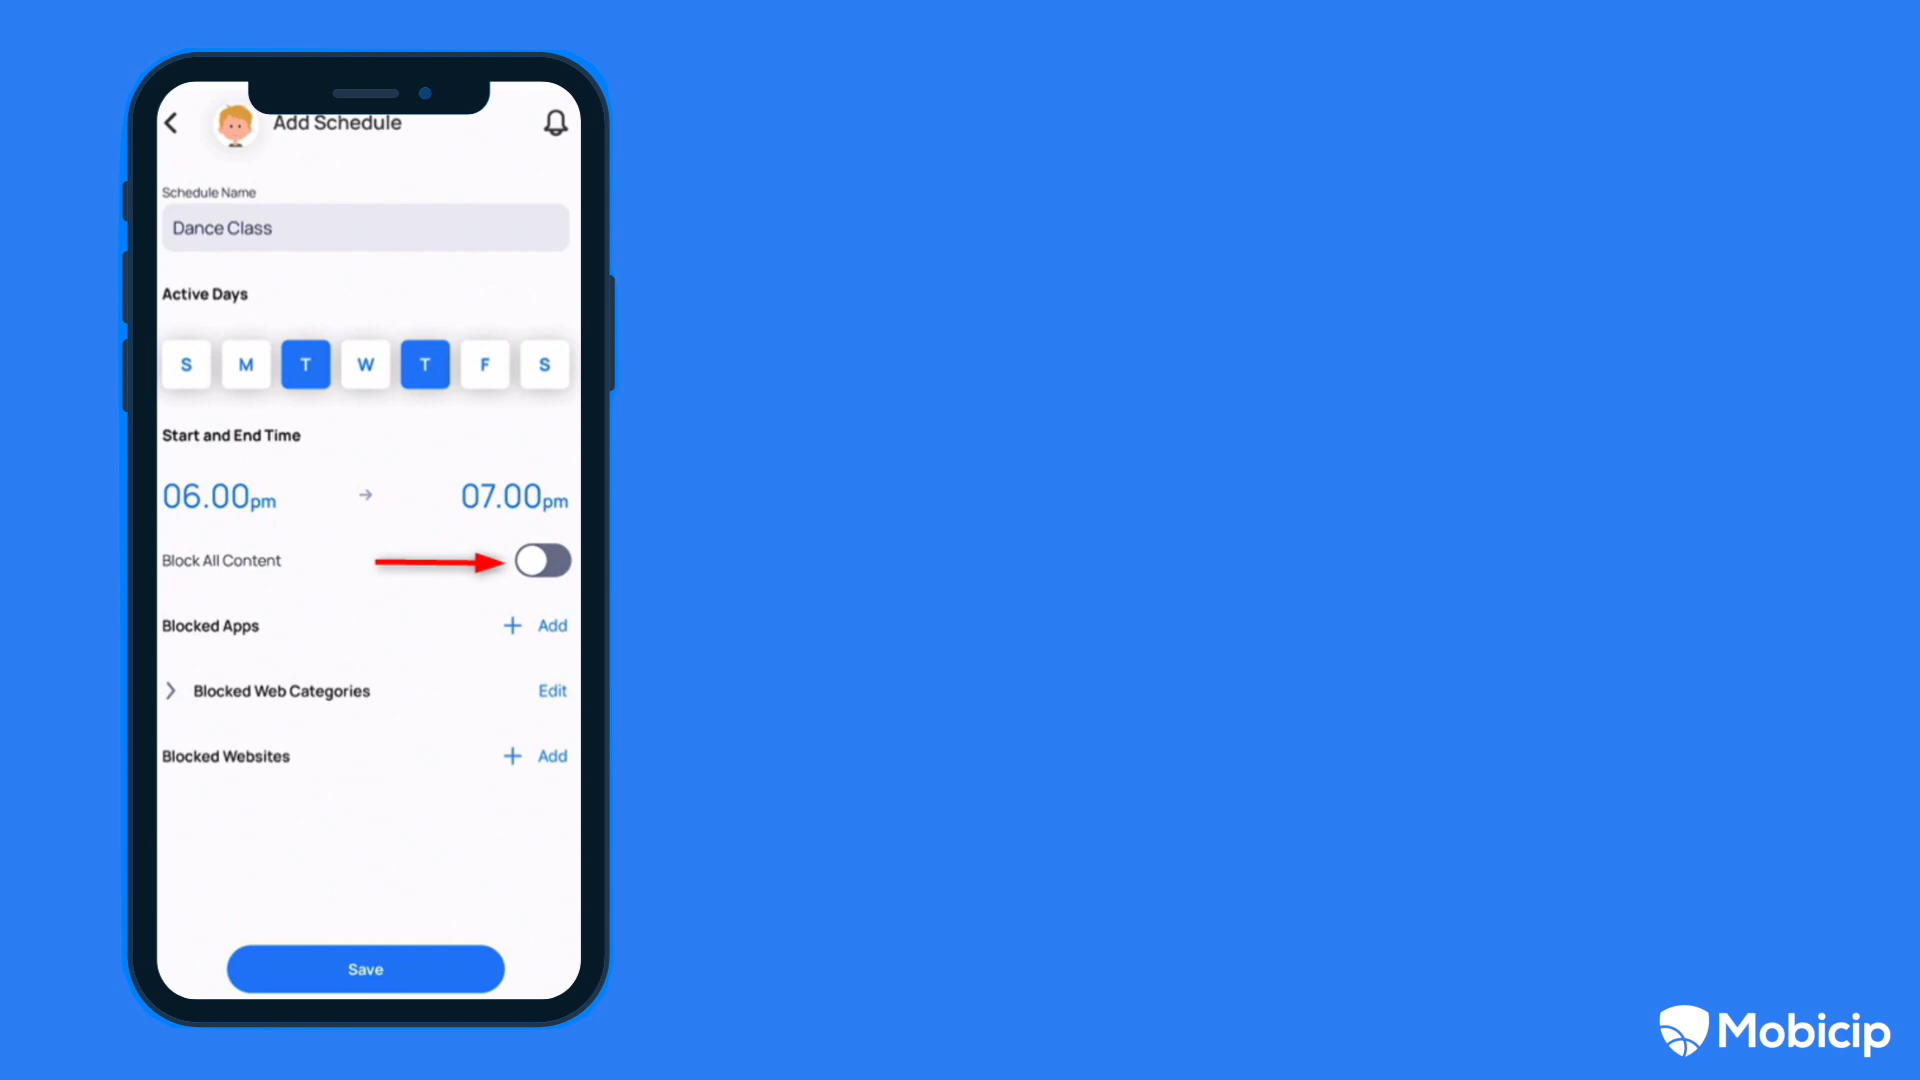 Add Schedule
Schedule Name
Dance Class
Active Days
S M T W T F S
Start and End Time
06.00pm → 07.00pm
Block All Content
Blocked Apps + Add
Blocked Web Categories Edit
Blocked Websites + Add
Save
Mobicip